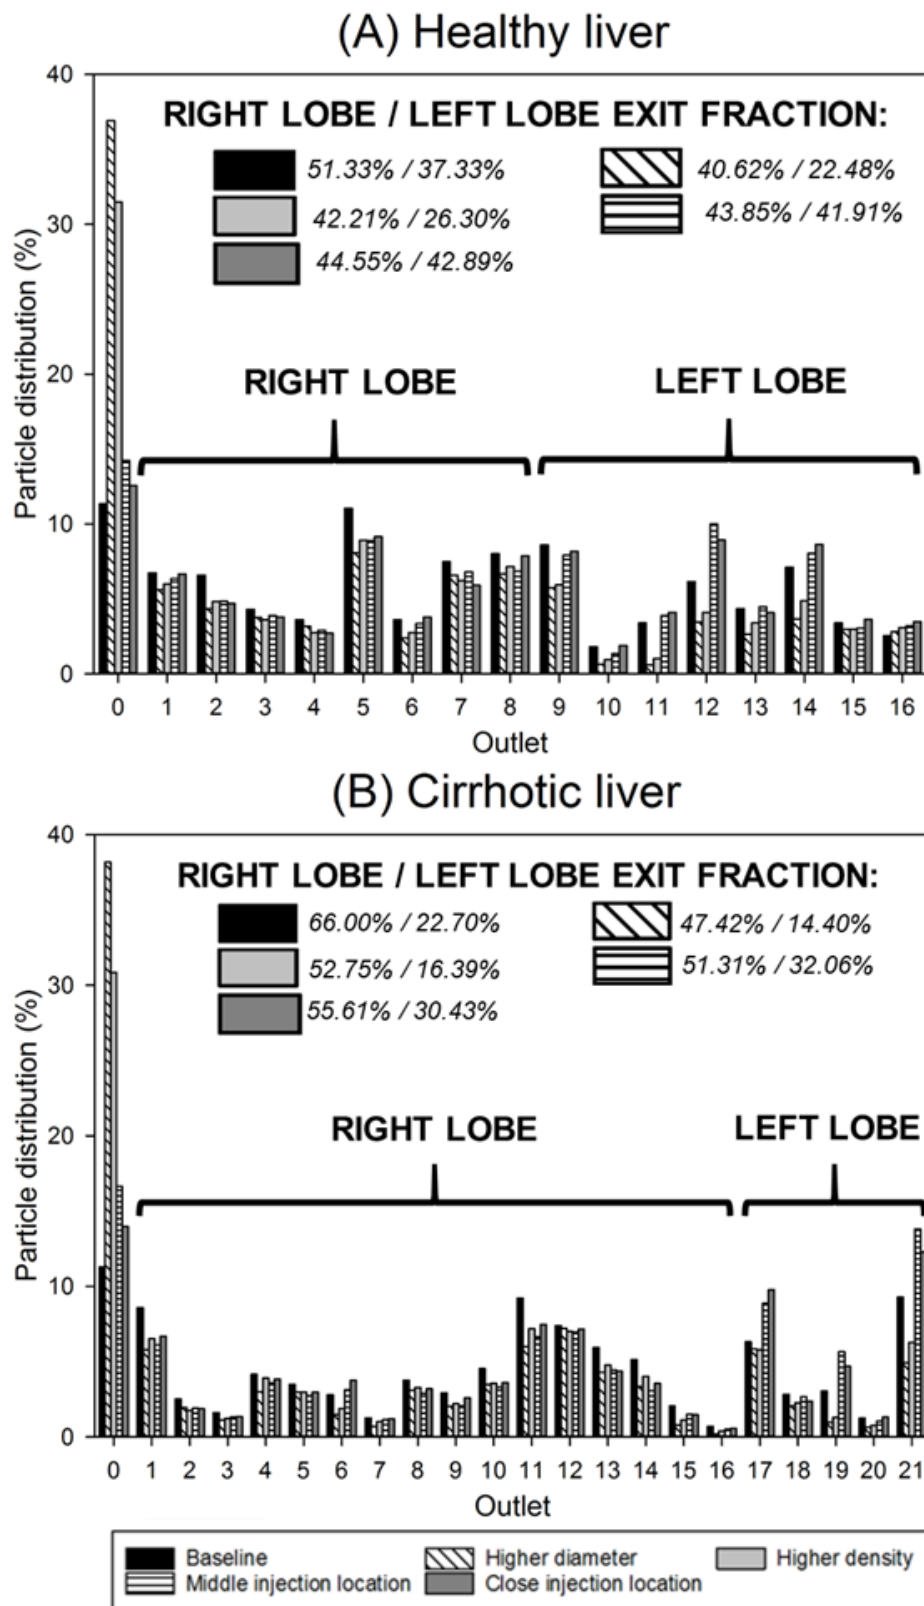 (A) Healthy liver
RIGHT LOBE / LEFT LOBE EXIT FRACTION:
51.33% / 37.33%
40.62% / 22.48%
42.21% / 26.30%
43.85% / 41.91%
44.55% / 42.89%
RIGHT LOBE
LEFT LOBE
Particle distribution (%)
40
30
20
10
0
0 1 2 3 4 5 6 7 8 9 10 11 12 13 14 15 16
Outlet
(B) Cirrhotic liver
RIGHT LOBE / LEFT LOBE EXIT FRACTION:
66.00% / 22.70%
47.42% / 14.40%
52.75% / 16.39%
51.31% / 32.06%
55.61% / 30.43%
RIGHT LOBE
LEFT LOBE
Particle distribution (%)
40
30
20
10
0
0 1 2 3 4 5 6 7 8 9 10 11 12 13 14 15 16 17 18 19 20 21
Outlet
Baseline
Higher diameter
Higher density
Middle injection location
Close injection location